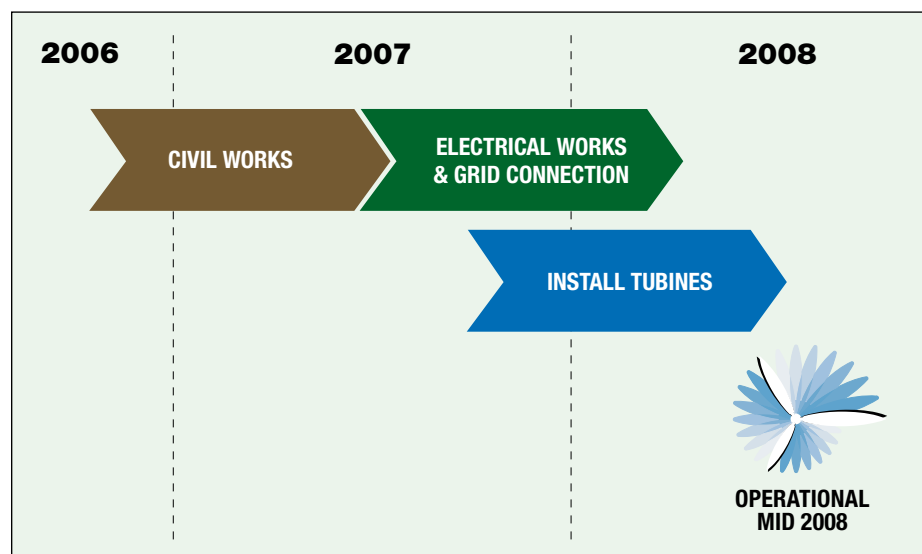 2006
2007
2008
CIVIL WORKS
ELECTRICAL WORKS
& GRID CONNECTION
INSTALL TUBINES
OPERATIONAL
MID 2008